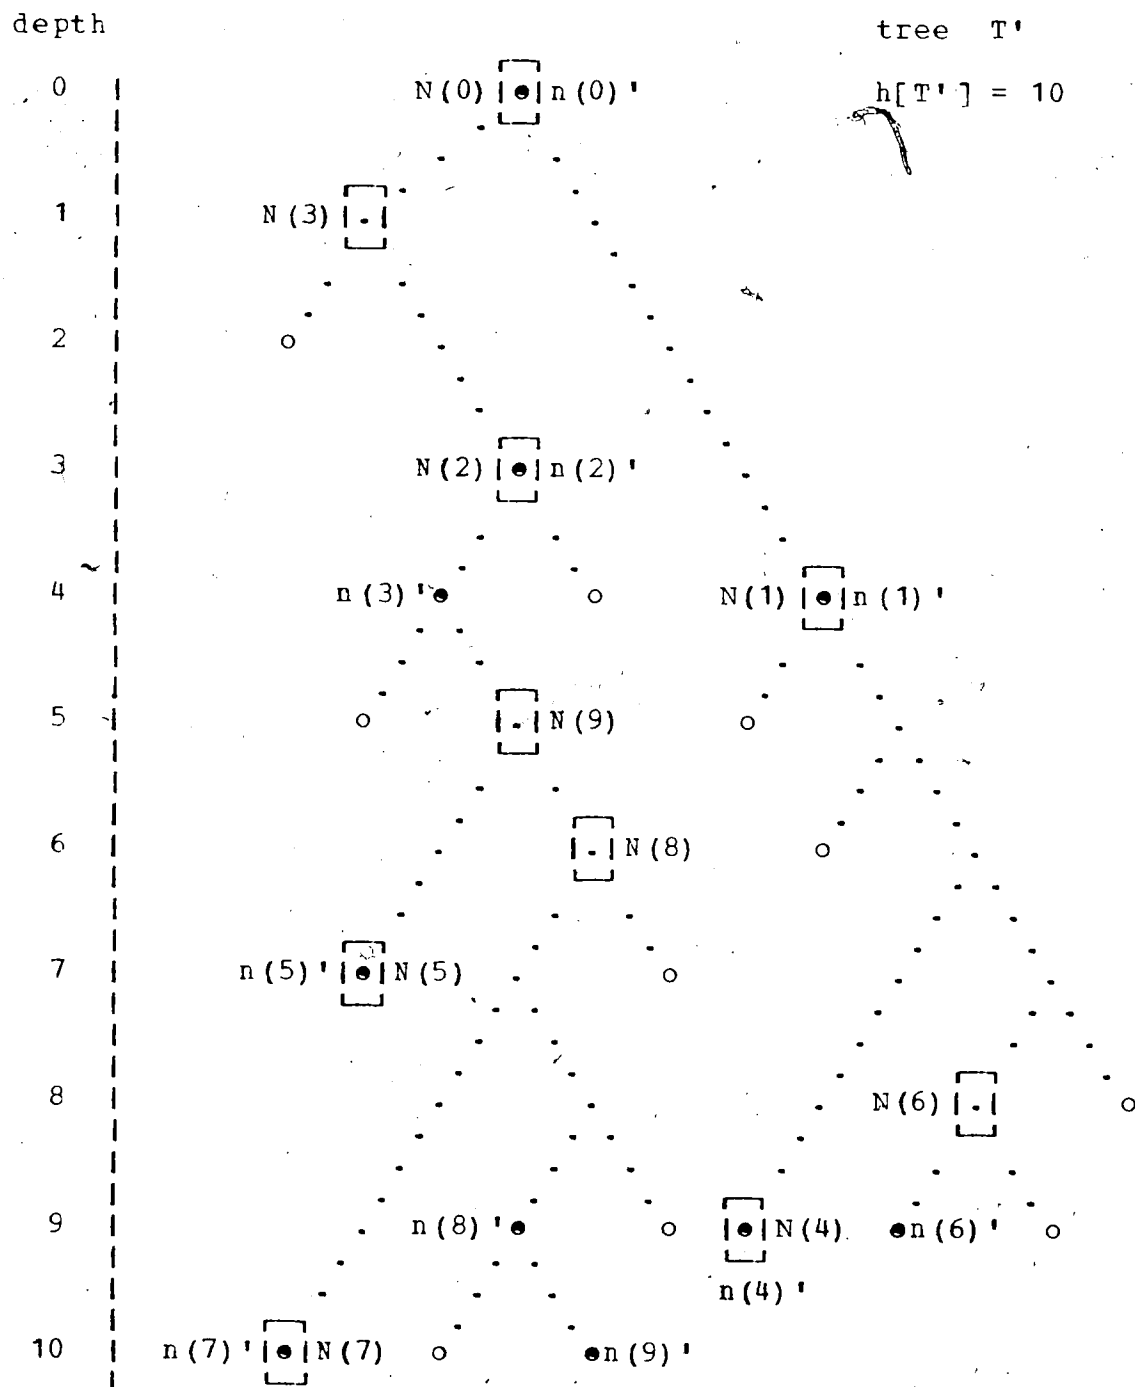 depth
tree T'
0 N(0) n(0)' h[T'] = 10
1 N(3)
2
3 N(2) n(2)'
4 n(3)' N(1) n(1)'
5 N(9)
6 N(8)
7 n(5)' N(5)
8 N(6)
9 n(8)' N(4) n(6)'
n(4)'
10 n(7)' N(7) n(9)'